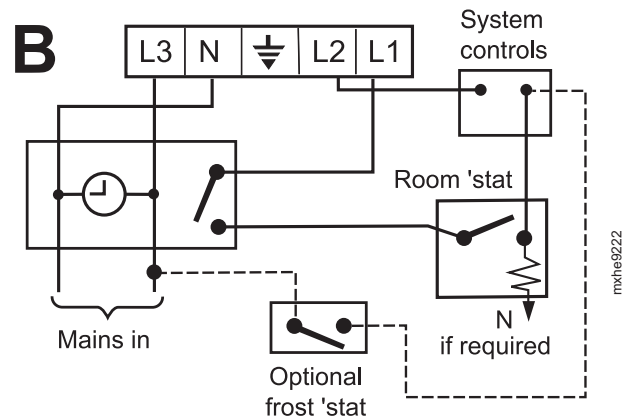 B
L3 N L2 L1
System
controls
Room 'stat
mxhe9222
Mains in
N
if required
Optional
frost 'stat